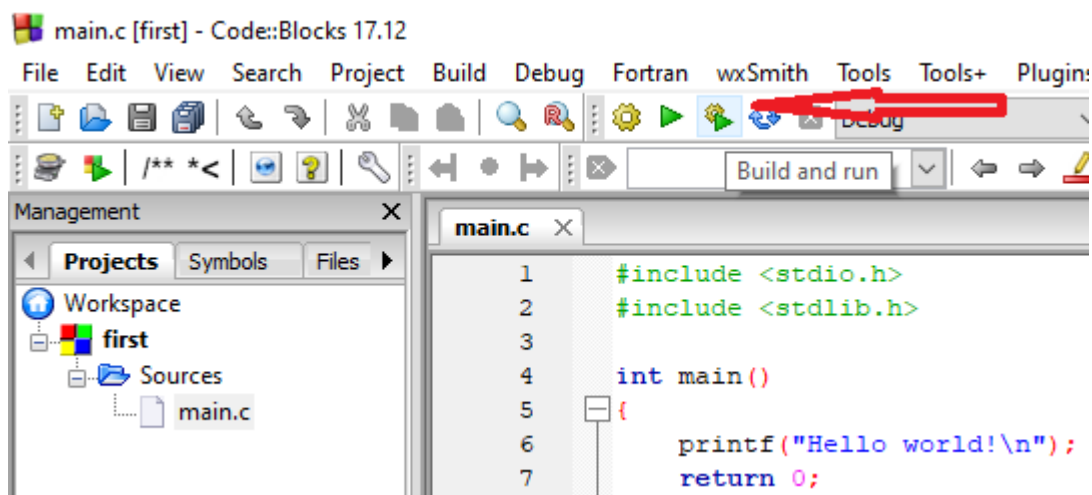 main.c [first] - Code::Blocks 17.12
File Edit View Search Project Build Debug Fortran wxSmith Tools Tools+ Plugins
Debug
/** *<
Build and run
Management
main.c
Projects Symbols Files
Workspace
first
Sources
main.c
1 #include <stdio.h>
2 #include <stdlib.h>
3
4 int main()
5 {
6 printf("Hello world!\n");
7 return 0;